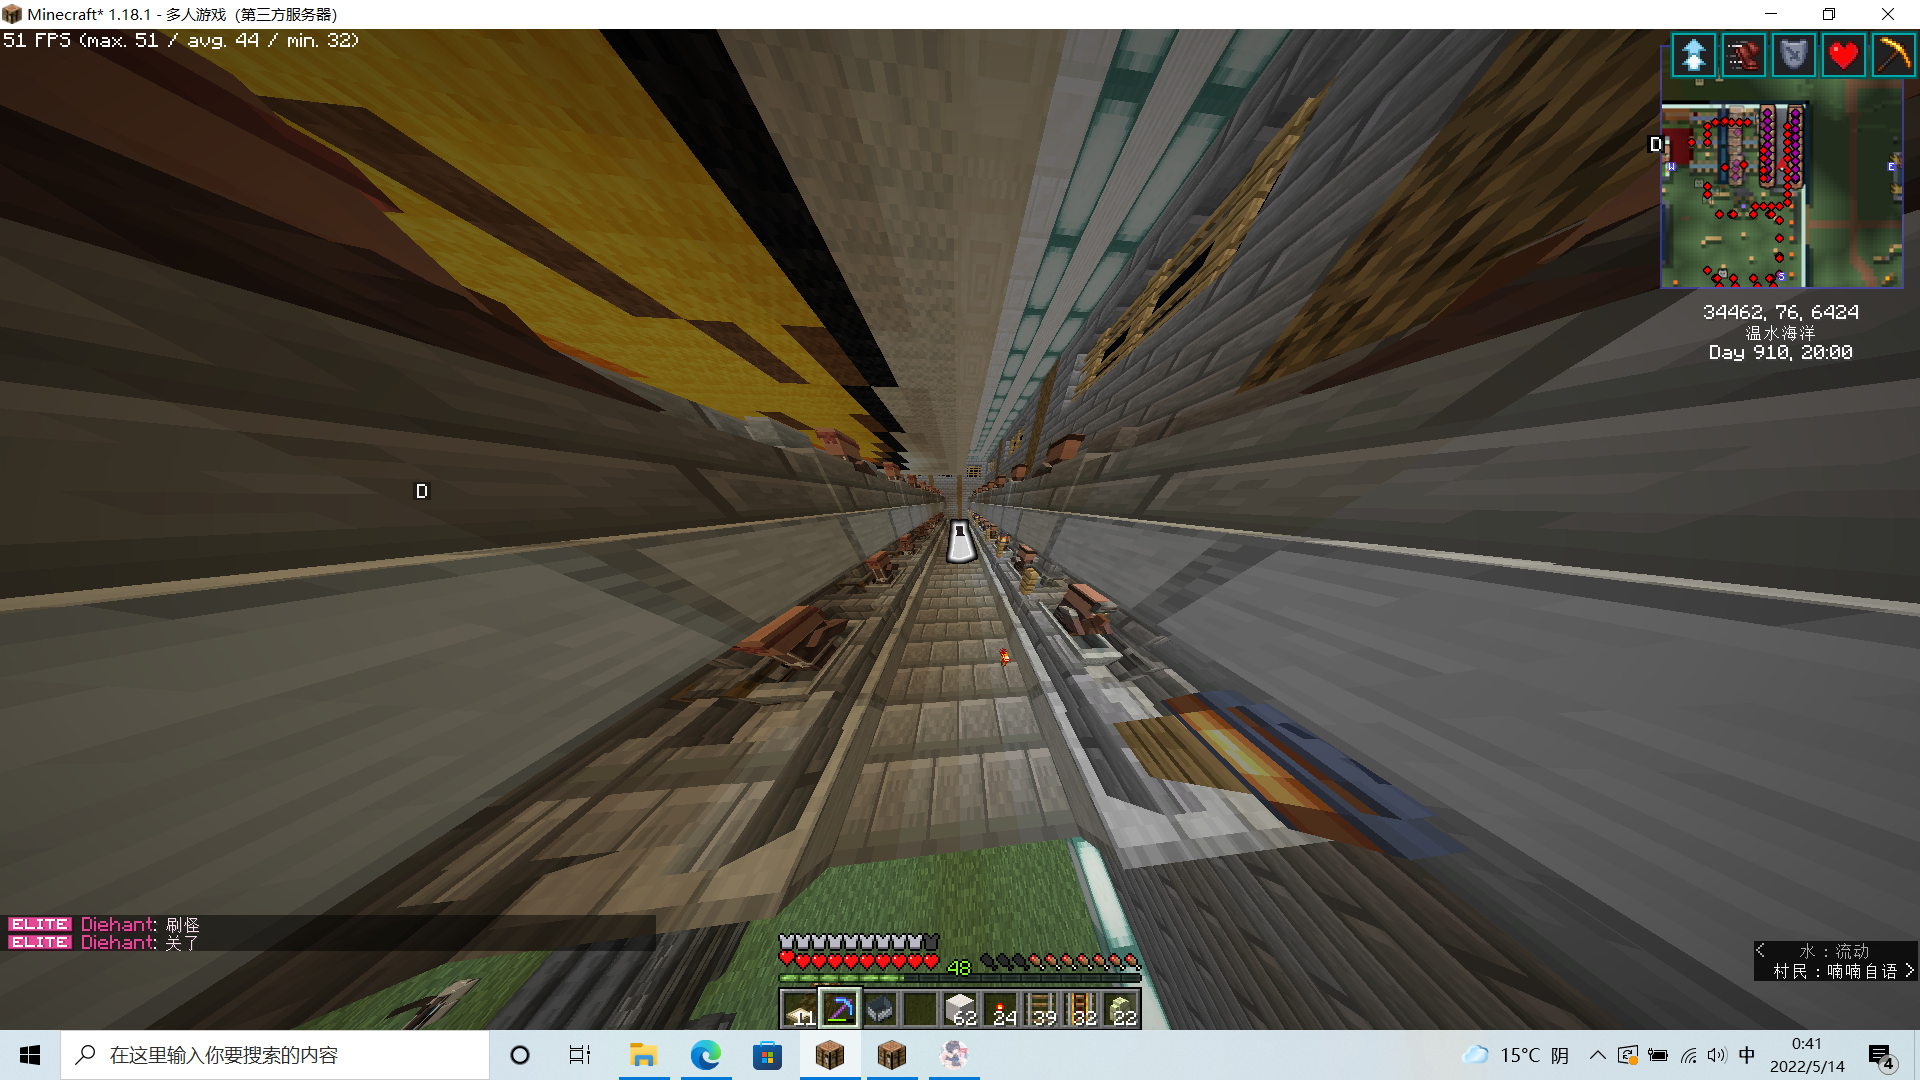 Minecraft* 1.18.1 - 多人游戏（第三方服务器）
51 FPS (max. 51 / avg. 44 / min. 32)
D
W
E
S
34462, 76, 6424
温水海洋
Day 910, 20:00
D
ELITE Diehant: 刷怪
ELITE Diehant: 关了
< 水：流动
村民：喃喃自语 >
48
11
62
24
39
32
22
在这里输入你要搜索的内容
15°C 阴
中
0:41
2022/5/14
4